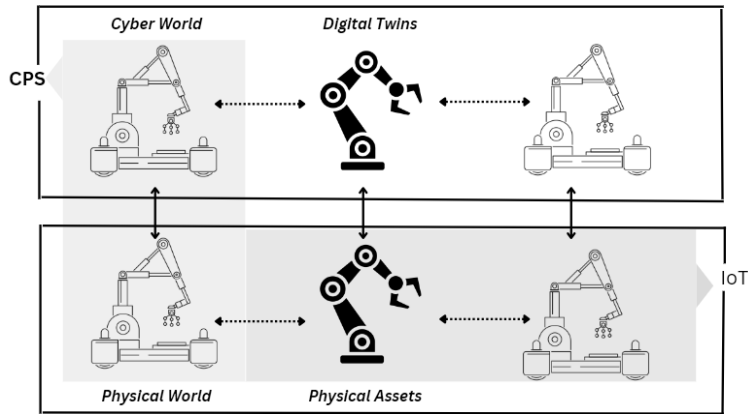 Cyber World
Digital Twins
CPS
IoT
Physical World
Physical Assets